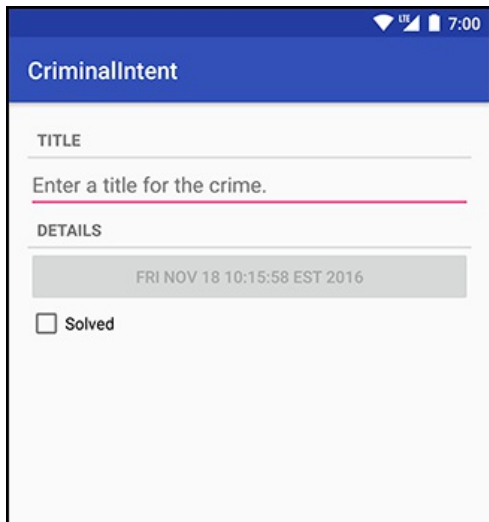 LTE 7:00
CriminalIntent
TITLE
Enter a title for the crime.
DETAILS
FRI NOV 18 10:15:58 EST 2016
Solved